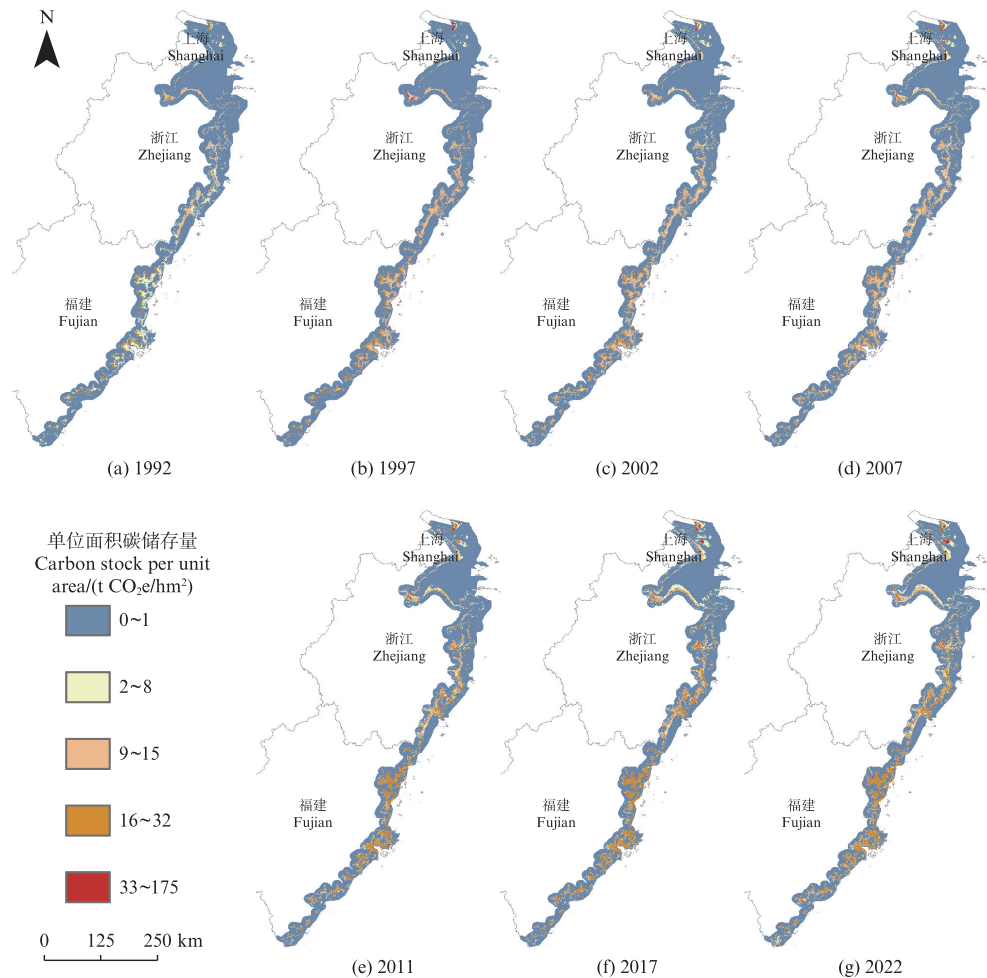 N
上海
Shanghai
浙江
Zhejiang
福建
Fujian
(a) 1992
上海
Shanghai
浙江
Zhejiang
福建
Fujian
(b) 1997
上海
Shanghai
浙江
Zhejiang
福建
Fujian
(c) 2002
上海
Shanghai
浙江
Zhejiang
福建
Fujian
(d) 2007
单位面积碳储存量
Carbon stock per unit
area/(t CO₂e/hm²)
0~1
2~8
9~15
16~32
33~175
0 125 250 km
上海
Shanghai
浙江
Zhejiang
福建
Fujian
(e) 2011
上海
Shanghai
浙江
Zhejiang
福建
Fujian
(f) 2017
上海
Shanghai
浙江
Zhejiang
福建
Fujian
(g) 2022